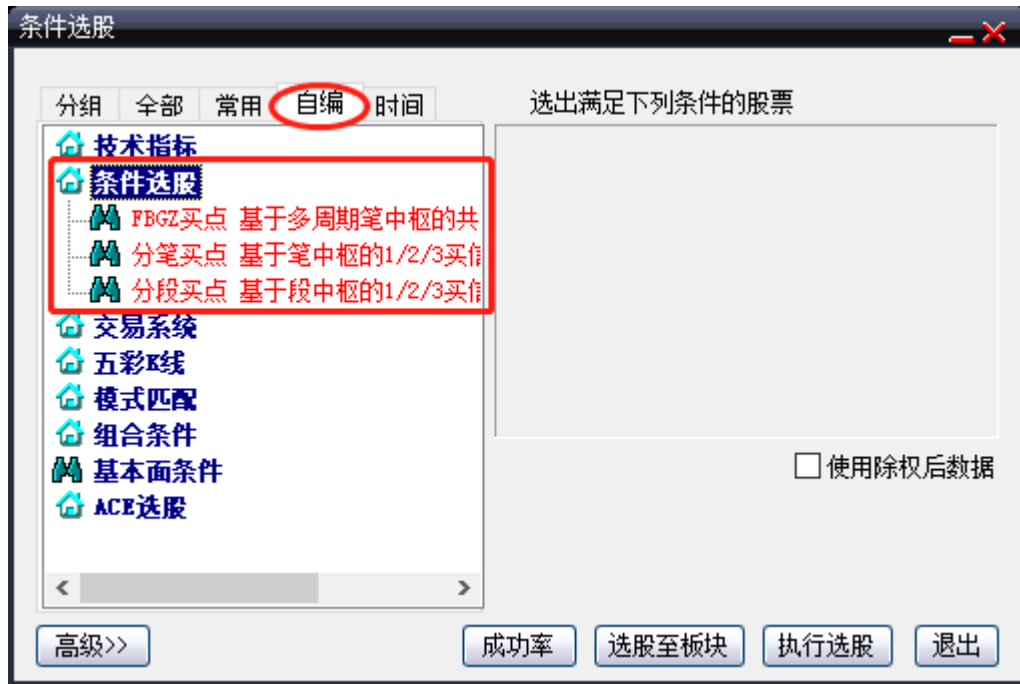 条件选股
分组 全部 常用 自编 时间
选出满足下列条件的股票
技术指标
条件选股
FBGZ买点 基于多周期笔中枢的共
分笔买点 基于笔中枢的1/2/3买信
分段买点 基于段中枢的1/2/3买信
交易系统
五彩K线
模式匹配
组合条件
基本面条件
ACE选股
使用除权后数据
高级>> 成功率 选股至板块 执行选股 退出